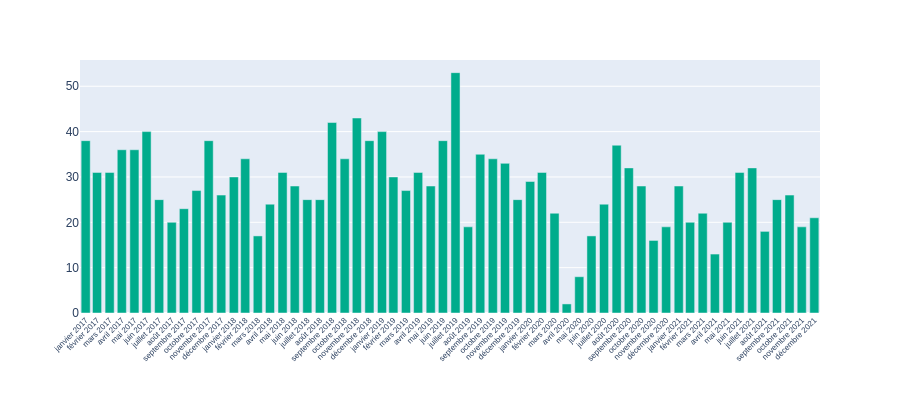 50
40
30
20
10
0
janvier 2017
février 2017
mars 2017
avril 2017
mai 2017
juin 2017
juillet 2017
août 2017
septembre 2017
octobre 2017
novembre 2017
décembre 2017
janvier 2018
février 2018
mars 2018
avril 2018
mai 2018
juin 2018
juillet 2018
août 2018
septembre 2018
octobre 2018
novembre 2018
décembre 2018
janvier 2019
février 2019
mars 2019
avril 2019
mai 2019
juin 2019
juillet 2019
août 2019
septembre 2019
octobre 2019
novembre 2019
décembre 2019
janvier 2020
février 2020
mars 2020
avril 2020
mai 2020
juin 2020
juillet 2020
août 2020
septembre 2020
octobre 2020
novembre 2020
décembre 2020
janvier 2021
février 2021
mars 2021
avril 2021
mai 2021
juin 2021
juillet 2021
août 2021
septembre 2021
octobre 2021
novembre 2021
décembre 2021